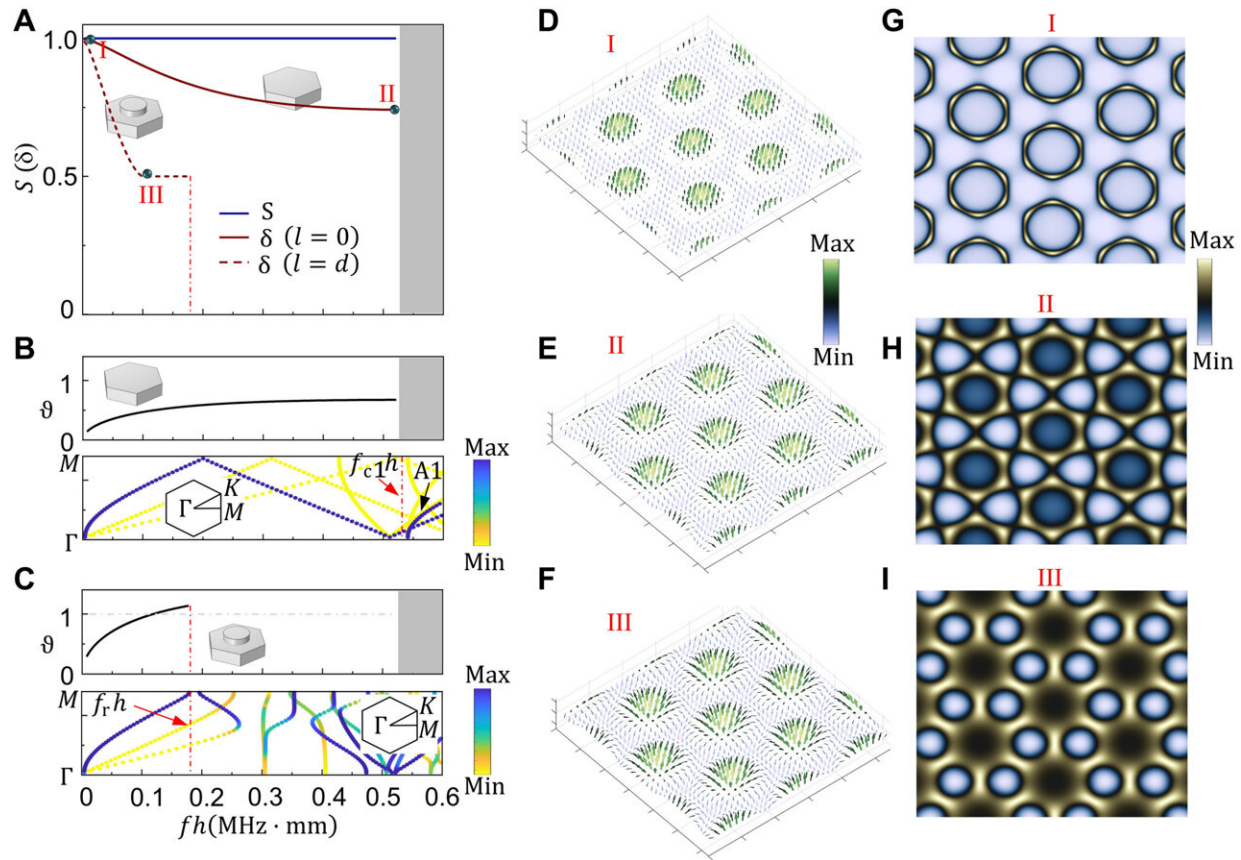 A
1.0
0.5
0
S (δ)
I
II
III
S
δ (l = 0)
δ (l = d)
B
ϑ
1
0
M
Γ
Γ
K
M
f_c1h
A1
Max
Min
C
ϑ
1
0
M
Γ
f_rh
Γ
K
M
Max
Min
0
0.1
0.2
0.3
0.4
0.5
0.6
fh(MHz · mm)
D
I
Max
Min
E
II
F
III
G
I
Max
Min
H
II
I
III